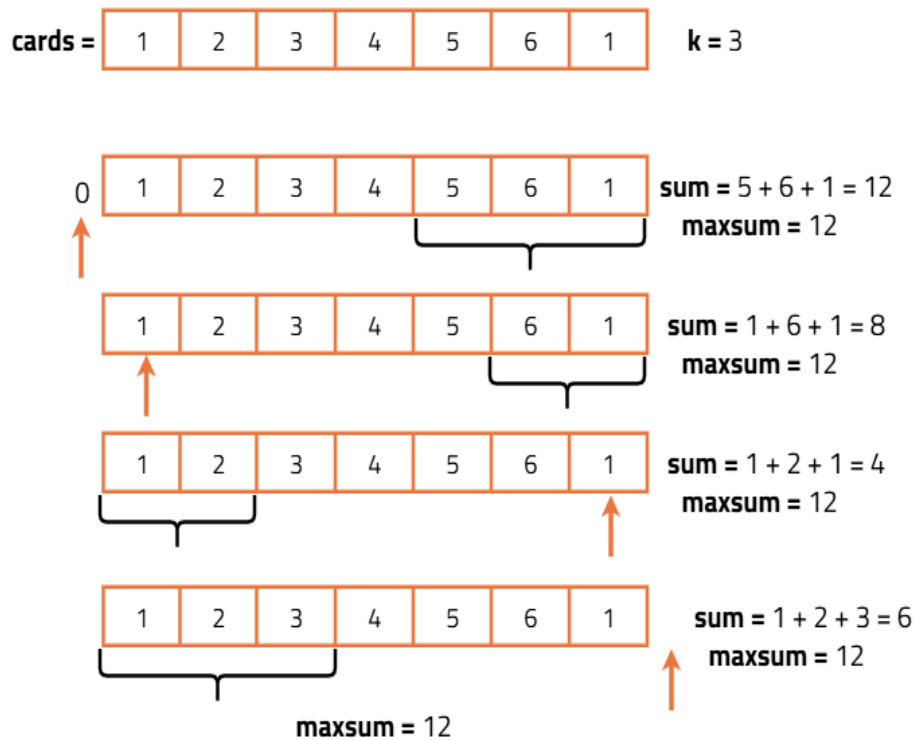 cards = 1 2 3 4 5 6 1 k = 3
0 1 2 3 4 5 6 1 sum = 5 + 6 + 1 = 12
maxsum = 12
1 2 3 4 5 6 1 sum = 1 + 6 + 1 = 8
maxsum = 12
1 2 3 4 5 6 1 sum = 1 + 2 + 1 = 4
maxsum = 12
1 2 3 4 5 6 1 sum = 1 + 2 + 3 = 6
maxsum = 12
maxsum = 12